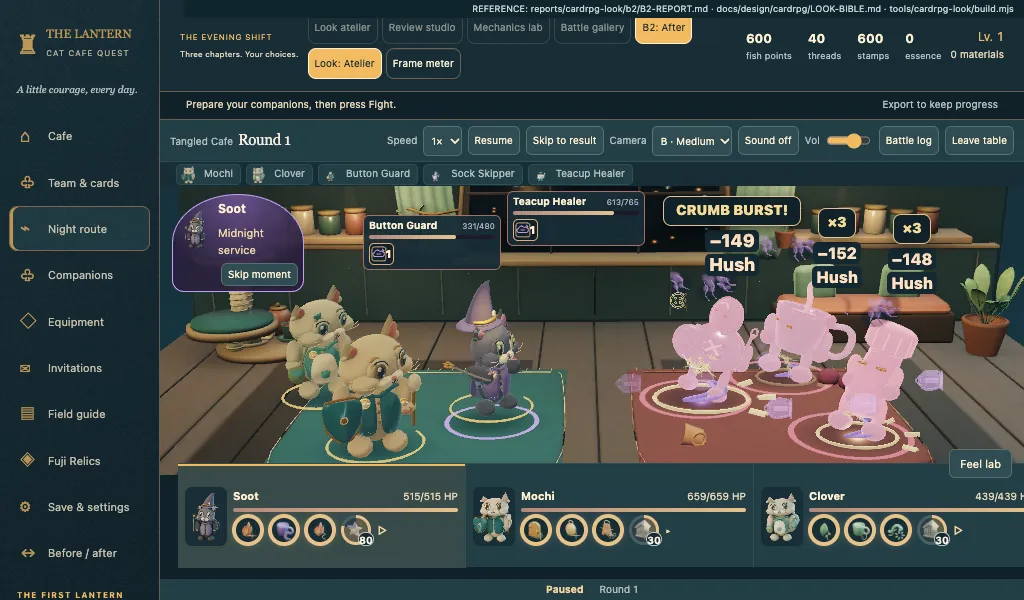 REFERENCE: reports/cardrpg-look/b2/B2-REPORT.md · docs/design/cardrpg/LOOK-BIBLE.md · tools/cardrpg-look/build.mjs
THE LANTERN
CAT CAFE QUEST
A little courage, every day.
Cafe
Team & cards
Night route
Companions
Equipment
Invitations
Field guide
Fuji Relics
Save & settings
Before / after
THE FIRST LANTERN
THE EVENING SHIFT
Three chapters. Your choices.
Look atelier
Review studio
Mechanics lab
Battle gallery
B2: After
Look: Atelier
Frame meter
600 fish points
40 threads
600 stamps
0 essence
Lv. 1
0 materials
Prepare your companions, then press Fight.
Export to keep progress
Tangled Cafe Round 1
Speed 1x Resume Skip to result Camera B · Medium Sound off Vol Battle log Leave table
Mochi
Clover
Button Guard
Sock Skipper
Teacup Healer
Soot
Midnight service
Skip moment
Button Guard 331/480
1
Teacup Healer 613/765
1
CRUMB BURST!
−149
Hush
×3
−152
Hush
×3
−148
Hush
Feel lab
Soot 515/515 HP
80
Mochi 659/659 HP
30
Clover 439/439 H
30
Paused Round 1